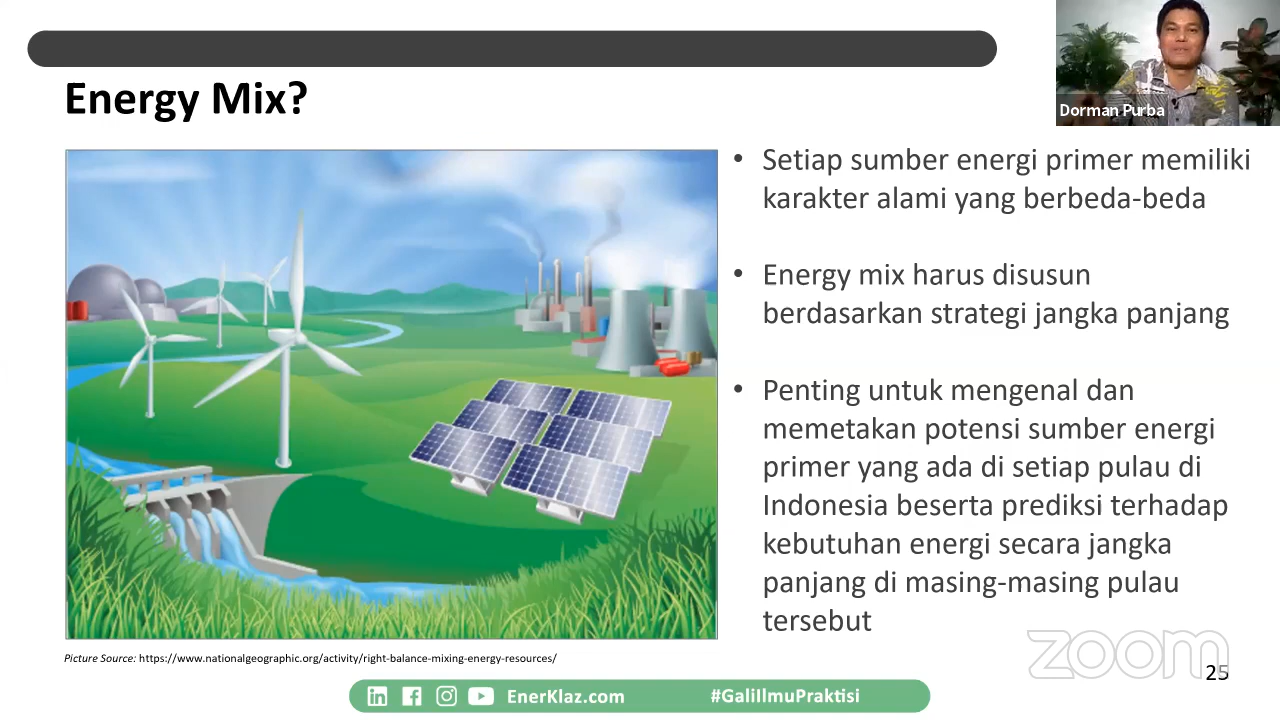 Energy Mix?
Dorman Purba
• Setiap sumber energi primer memiliki
karakter alami yang berbeda-beda
• Energy mix harus disusun
berdasarkan strategi jangka panjang
• Penting untuk mengenal dan
memetakan potensi sumber energi
primer yang ada di setiap pulau di
Indonesia beserta prediksi terhadap
kebutuhan energi secara jangka
panjang di masing-masing pulau
tersebut
Picture Source: https://www.nationalgeographic.org/activity/right-balance-mixing-energy-resources/
zoom
25
EnerKlaz.com
#GaliIlmuPraktisi